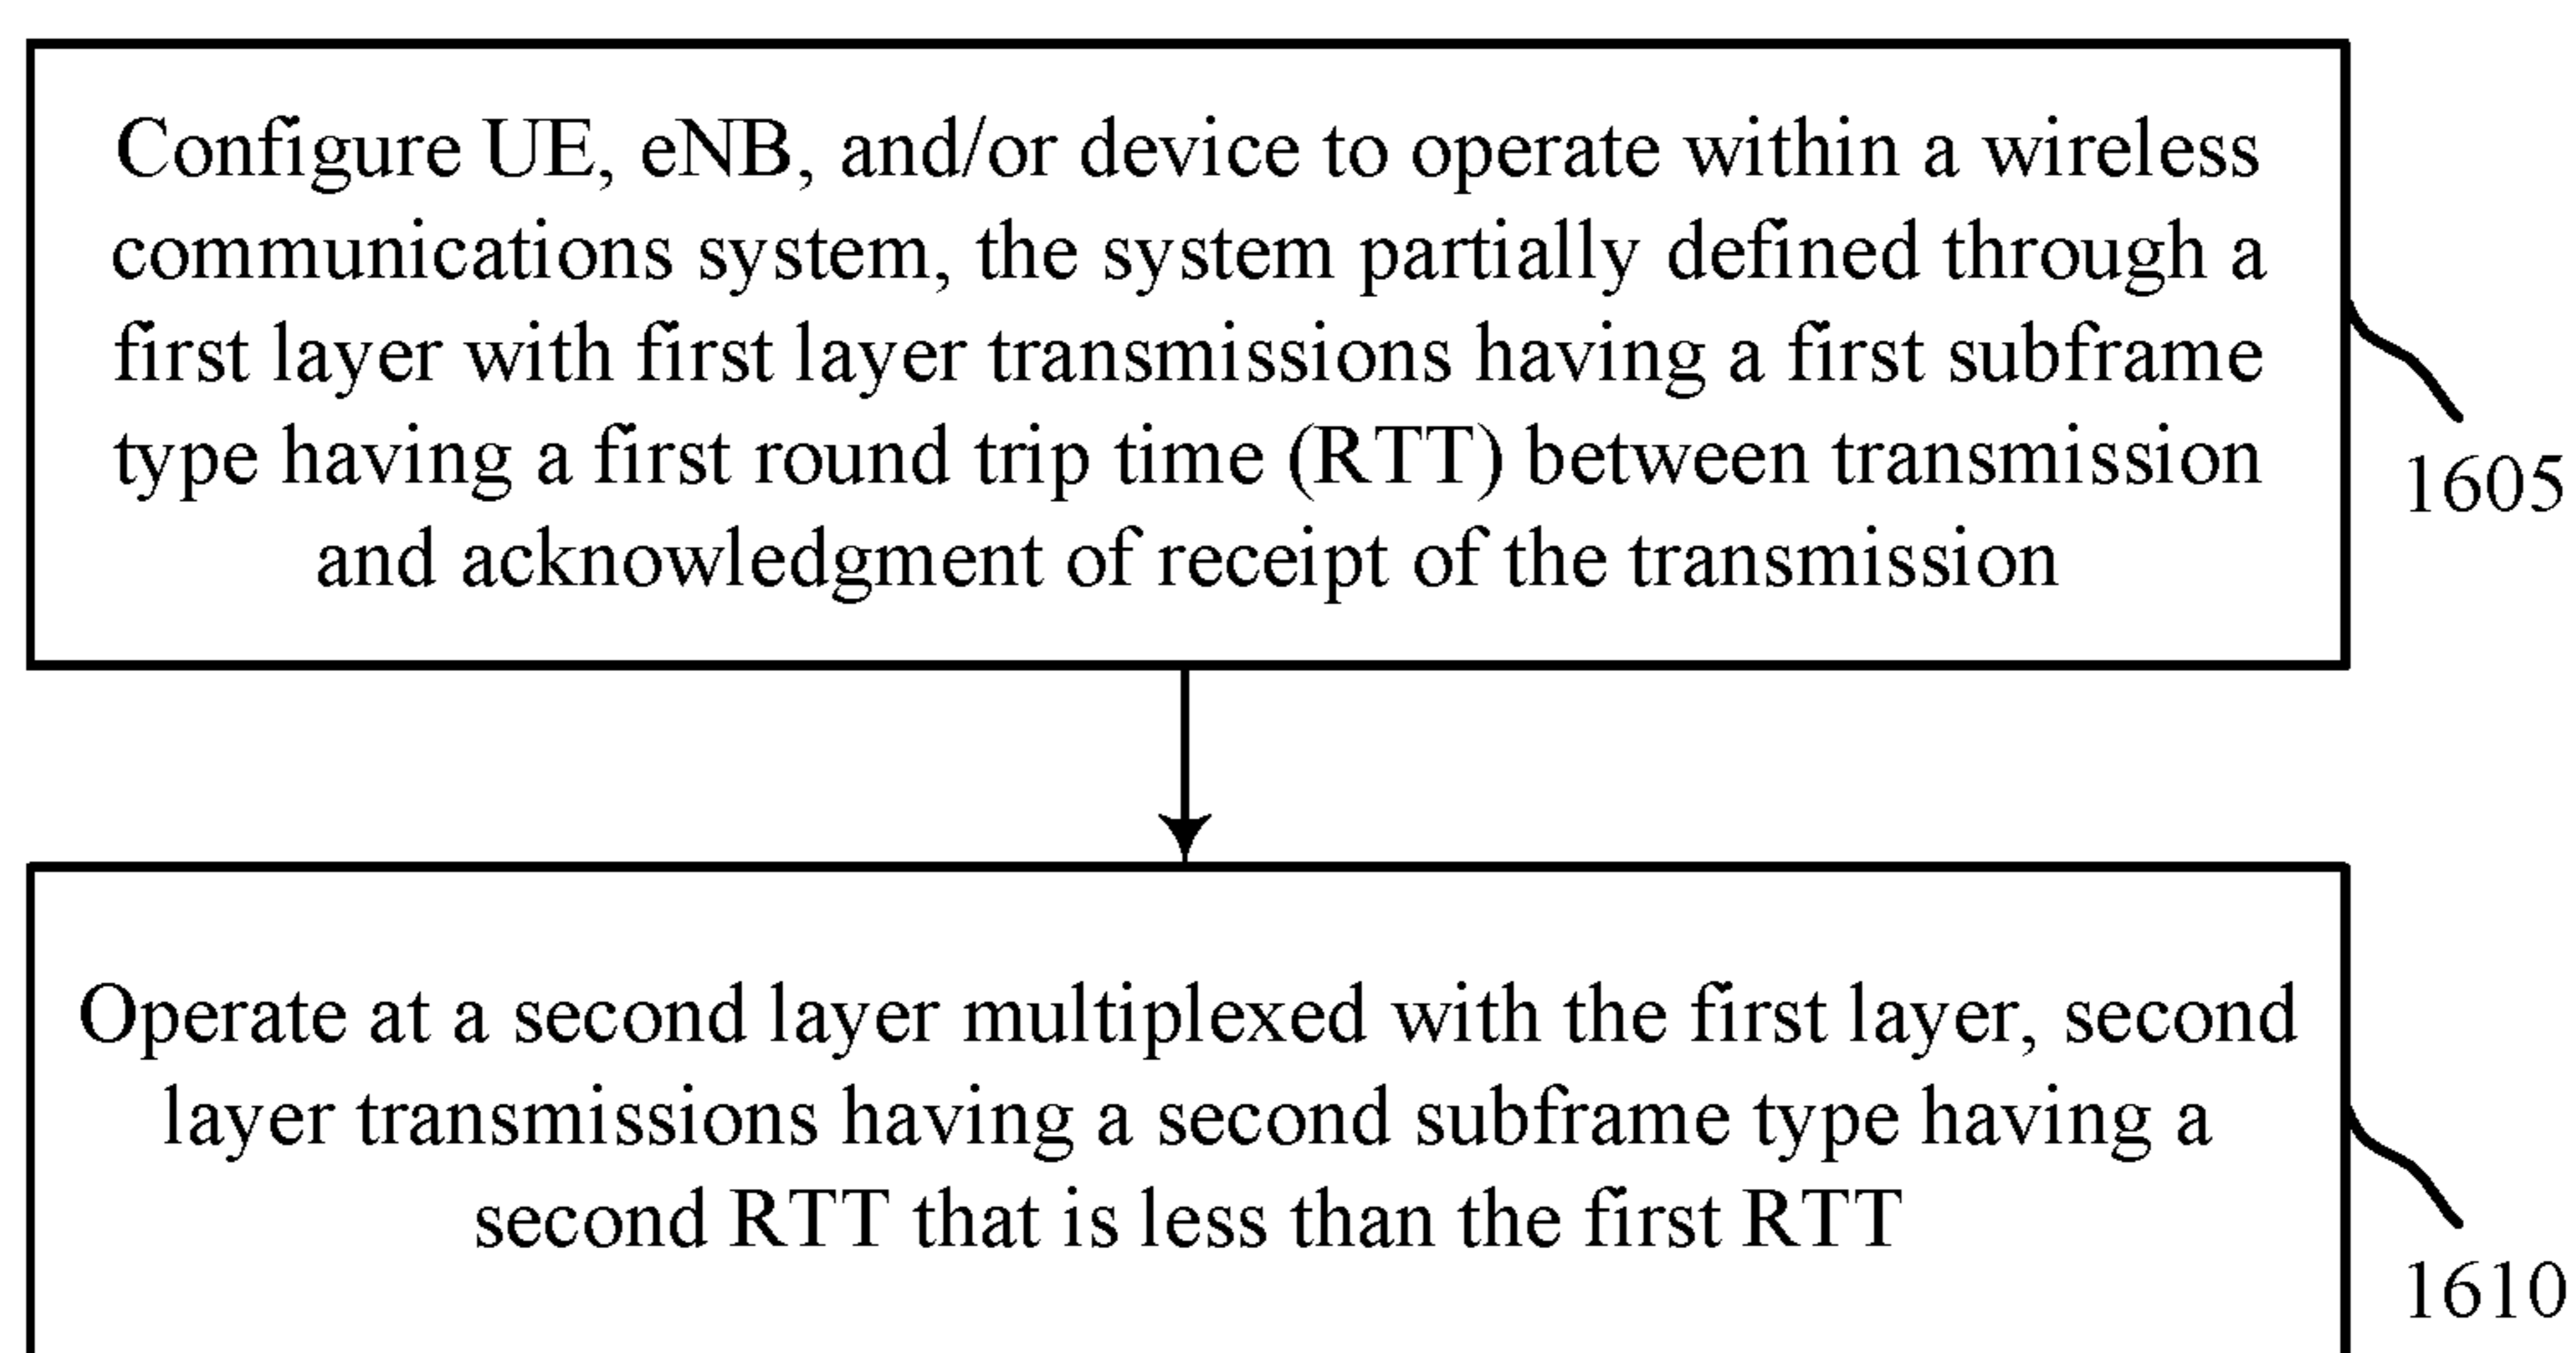 Configure UE, eNB, and/or device to operate within a wireless
communications system, the system partially defined through a
first layer with first layer transmissions having a first subframe
type having a first round trip time (RTT) between transmission
and acknowledgment of receipt of the transmission
1605
Operate at a second layer multiplexed with the first layer, second
layer transmissions having a second subframe type having a
second RTT that is less than the first RTT
1610